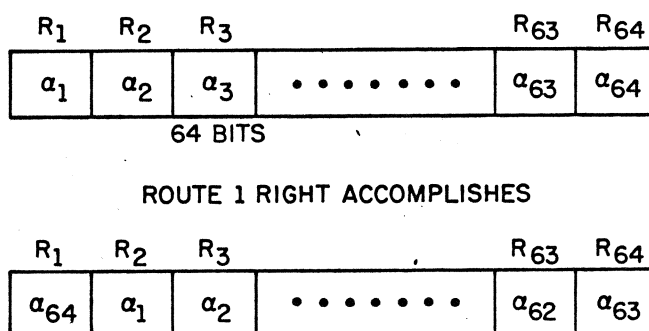 R₁ R₂ R₃ R₆₃ R₆₄
α₁ α₂ α₃ • • • • • • • α₆₃ α₆₄
64 BITS
ROUTE 1 RIGHT ACCOMPLISHES
R₁ R₂ R₃ R₆₃ R₆₄
α₆₄ α₁ α₂ • • • • • • • α₆₂ α₆₃